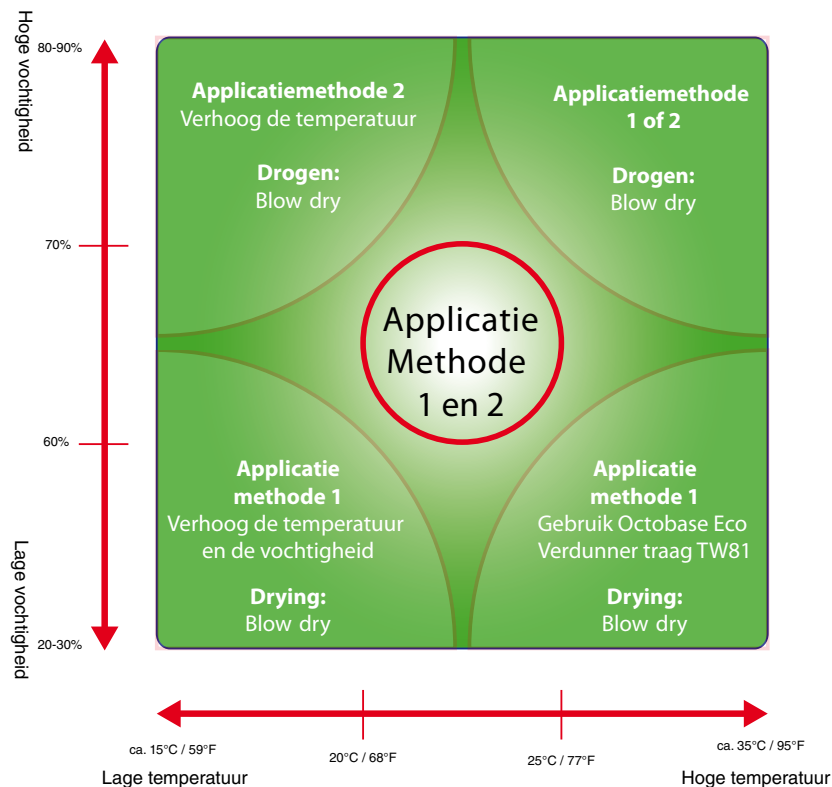 Hoge vochtigheid
80-90%
70%
60%
20-30%
Lage vochtigheid
Applicatiemethode 2
Verhoog de temperatuur
Drogen:
Blow dry
Applicatiemethode
1 of 2
Drogen:
Blow dry
Applicatie
Methode
1 en 2
Applicatie
methode 1
Verhoog de temperatuur
en de vochtigheid
Drying:
Blow dry
Applicatie
methode 1
Gebruik Octobase Eco
Verdunner traag TW81
Drying:
Blow dry
ca. 15°C / 59°F
20°C / 68°F
25°C / 77°F
ca. 35°C / 95°F
Lage temperatuur
Hoge temperatuur